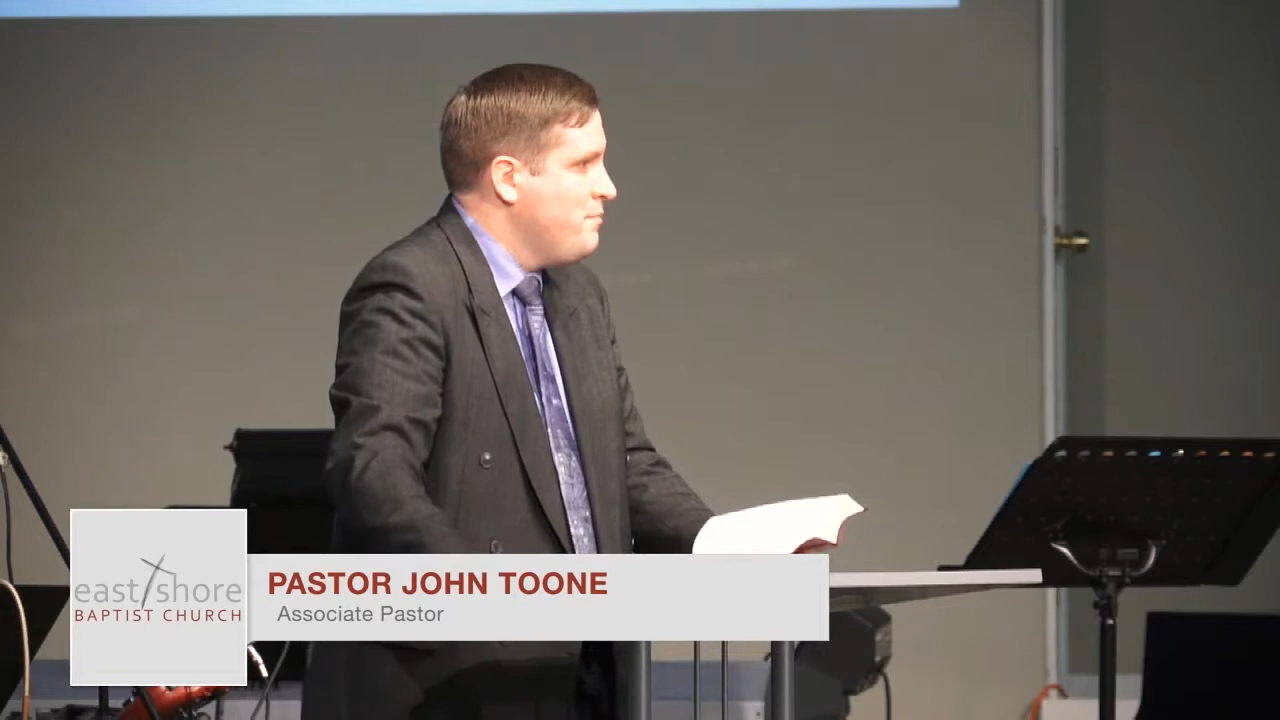 east shore
BAPTIST CHURCH
PASTOR JOHN TOONE
Associate Pastor